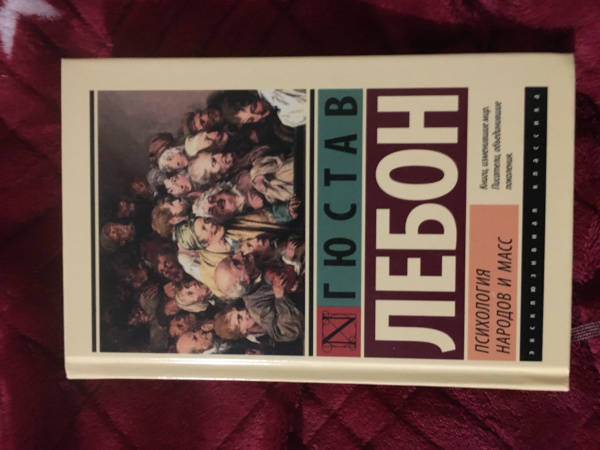 ГЮСТАВ
ЛЕБОН
ПСИХОЛОГИЯ
НАРОДОВ И МАСС
Книги, изменившие мир.
Писатели, объединившие
поколения.
эксклюзивная классика